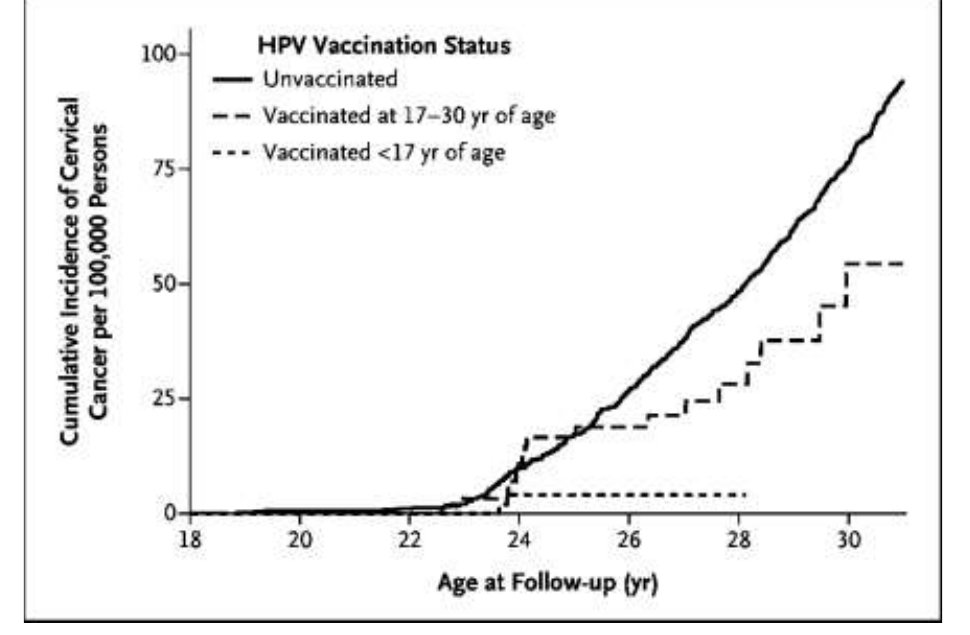 HPV Vaccination Status
Unvaccinated
Vaccinated at 17–30 yr of age
Vaccinated <17 yr of age
Cumulative Incidence of Cervical
Cancer per 100,000 Persons
100
75
50
25
0
18 20 22 24 26 28 30
Age at Follow-up (yr)